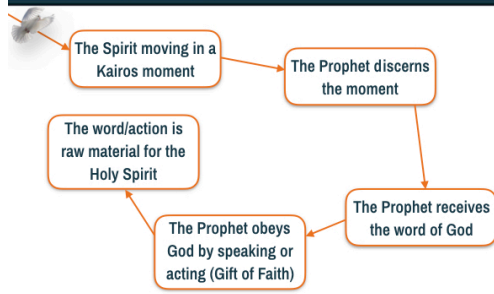 The Spirit moving in a
Kairos moment
The Prophet discerns
the moment
The Prophet receives
the word of God
The Prophet obeys
God by speaking or
acting (Gift of Faith)
The word/action is
raw material for the
Holy Spirit